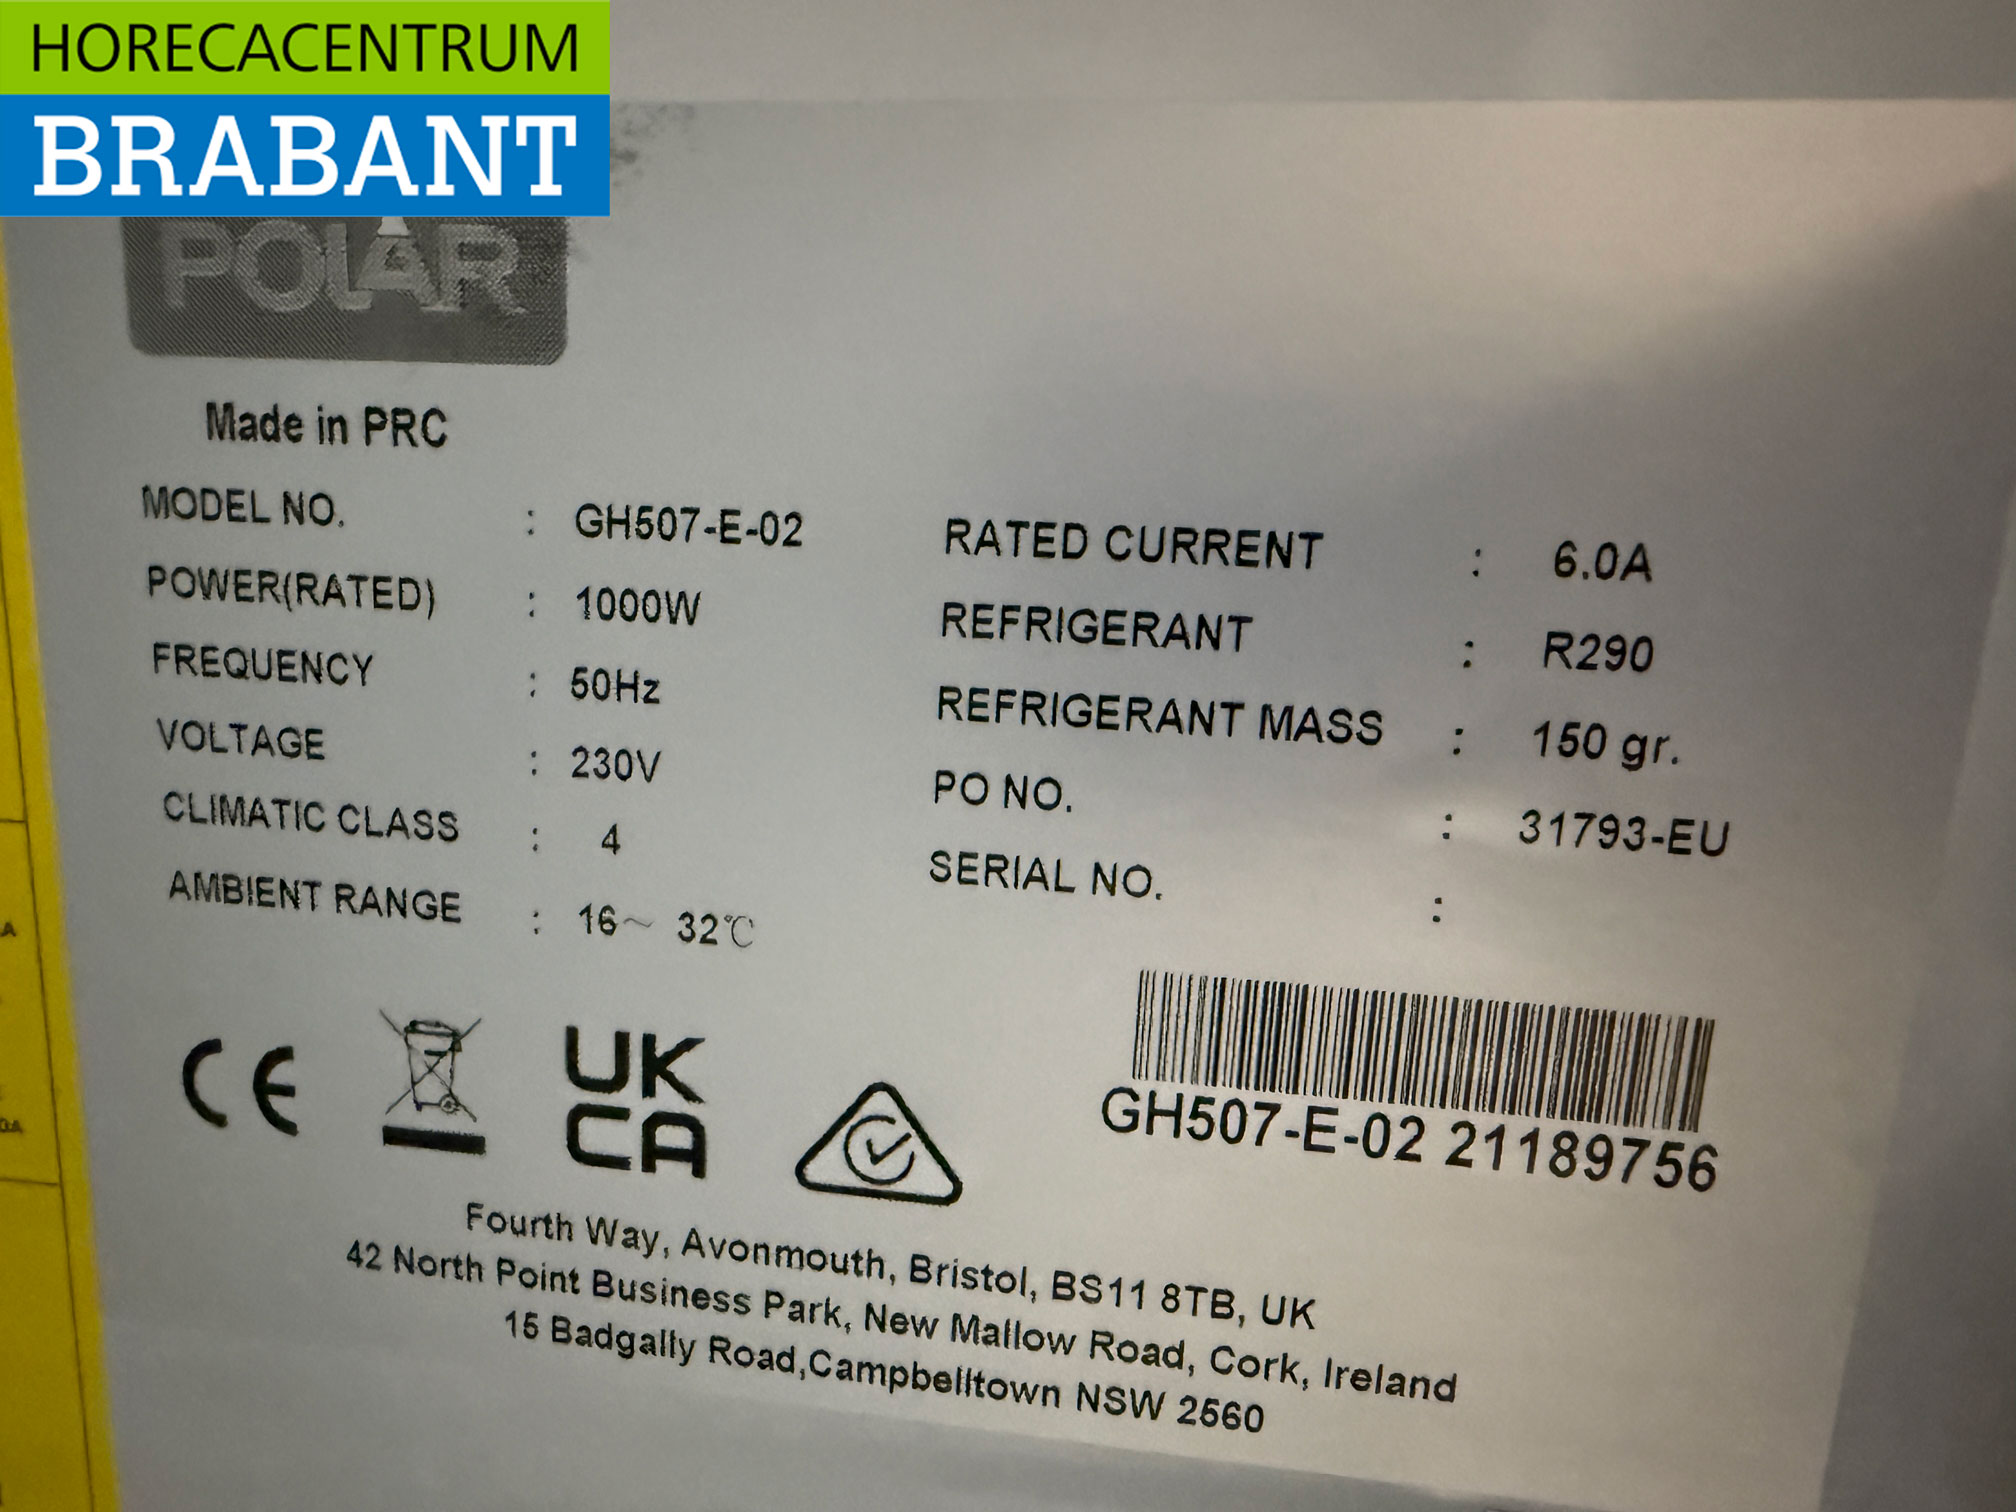 HORECACENTRUM
BRABANT
POLAR
Made in PRC
MODEL NO. : GH507-E-02
POWER(RATED) : 1000W
FREQUENCY : 50Hz
VOLTAGE : 230V
CLIMATIC CLASS : 4
AMBIENT RANGE : 16~ 32℃
RATED CURRENT : 6.0A
REFRIGERANT : R290
REFRIGERANT MASS : 150 gr.
PO NO. : 31793-EU
SERIAL NO. :
GH507-E-02 21189756
CE
UK
CA
Fourth Way, Avonmouth, Bristol, BS11 8TB, UK
42 North Point Business Park, New Mallow Road, Cork, Ireland
15 Badgally Road,Campbelltown NSW 2560